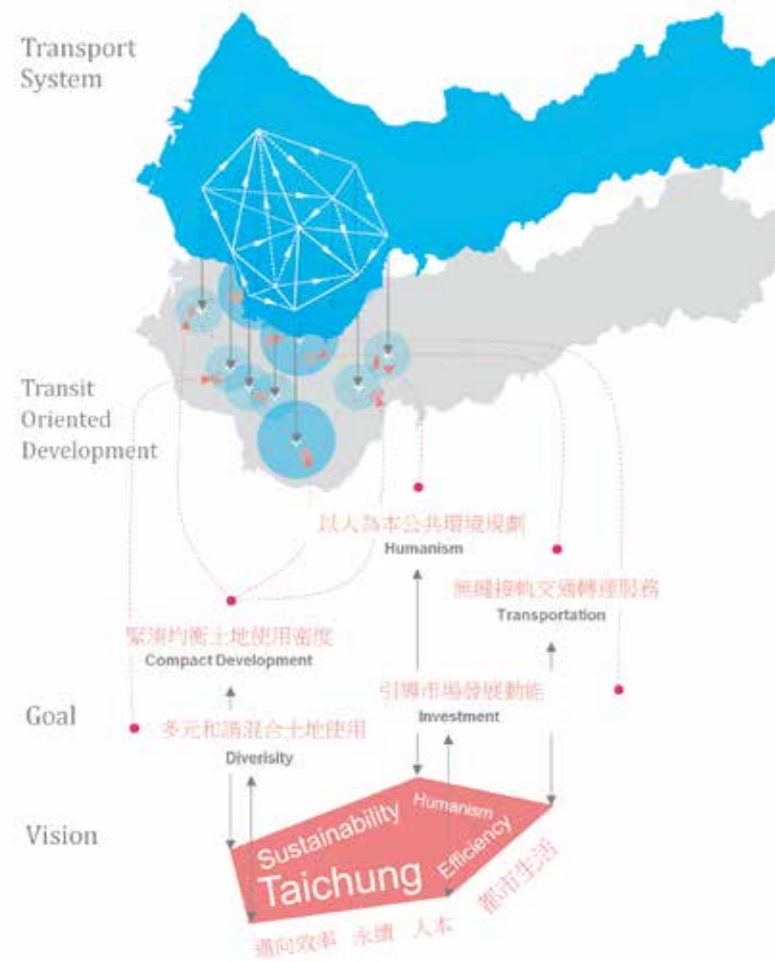 Transport
System
Transit
Oriented
Development
以人為本公共環境規劃
Humanism
無縫接軌交通轉運服務
Transportation
緊湊均衡土地使用密度
Compact Development
引導市場發展動能
Investment
Goal
多元和諧混合土地使用
Diverisity
Vision
Sustainability
Humanism
Efficiency
Taichung
都市生活
邁向效率 永續 人本